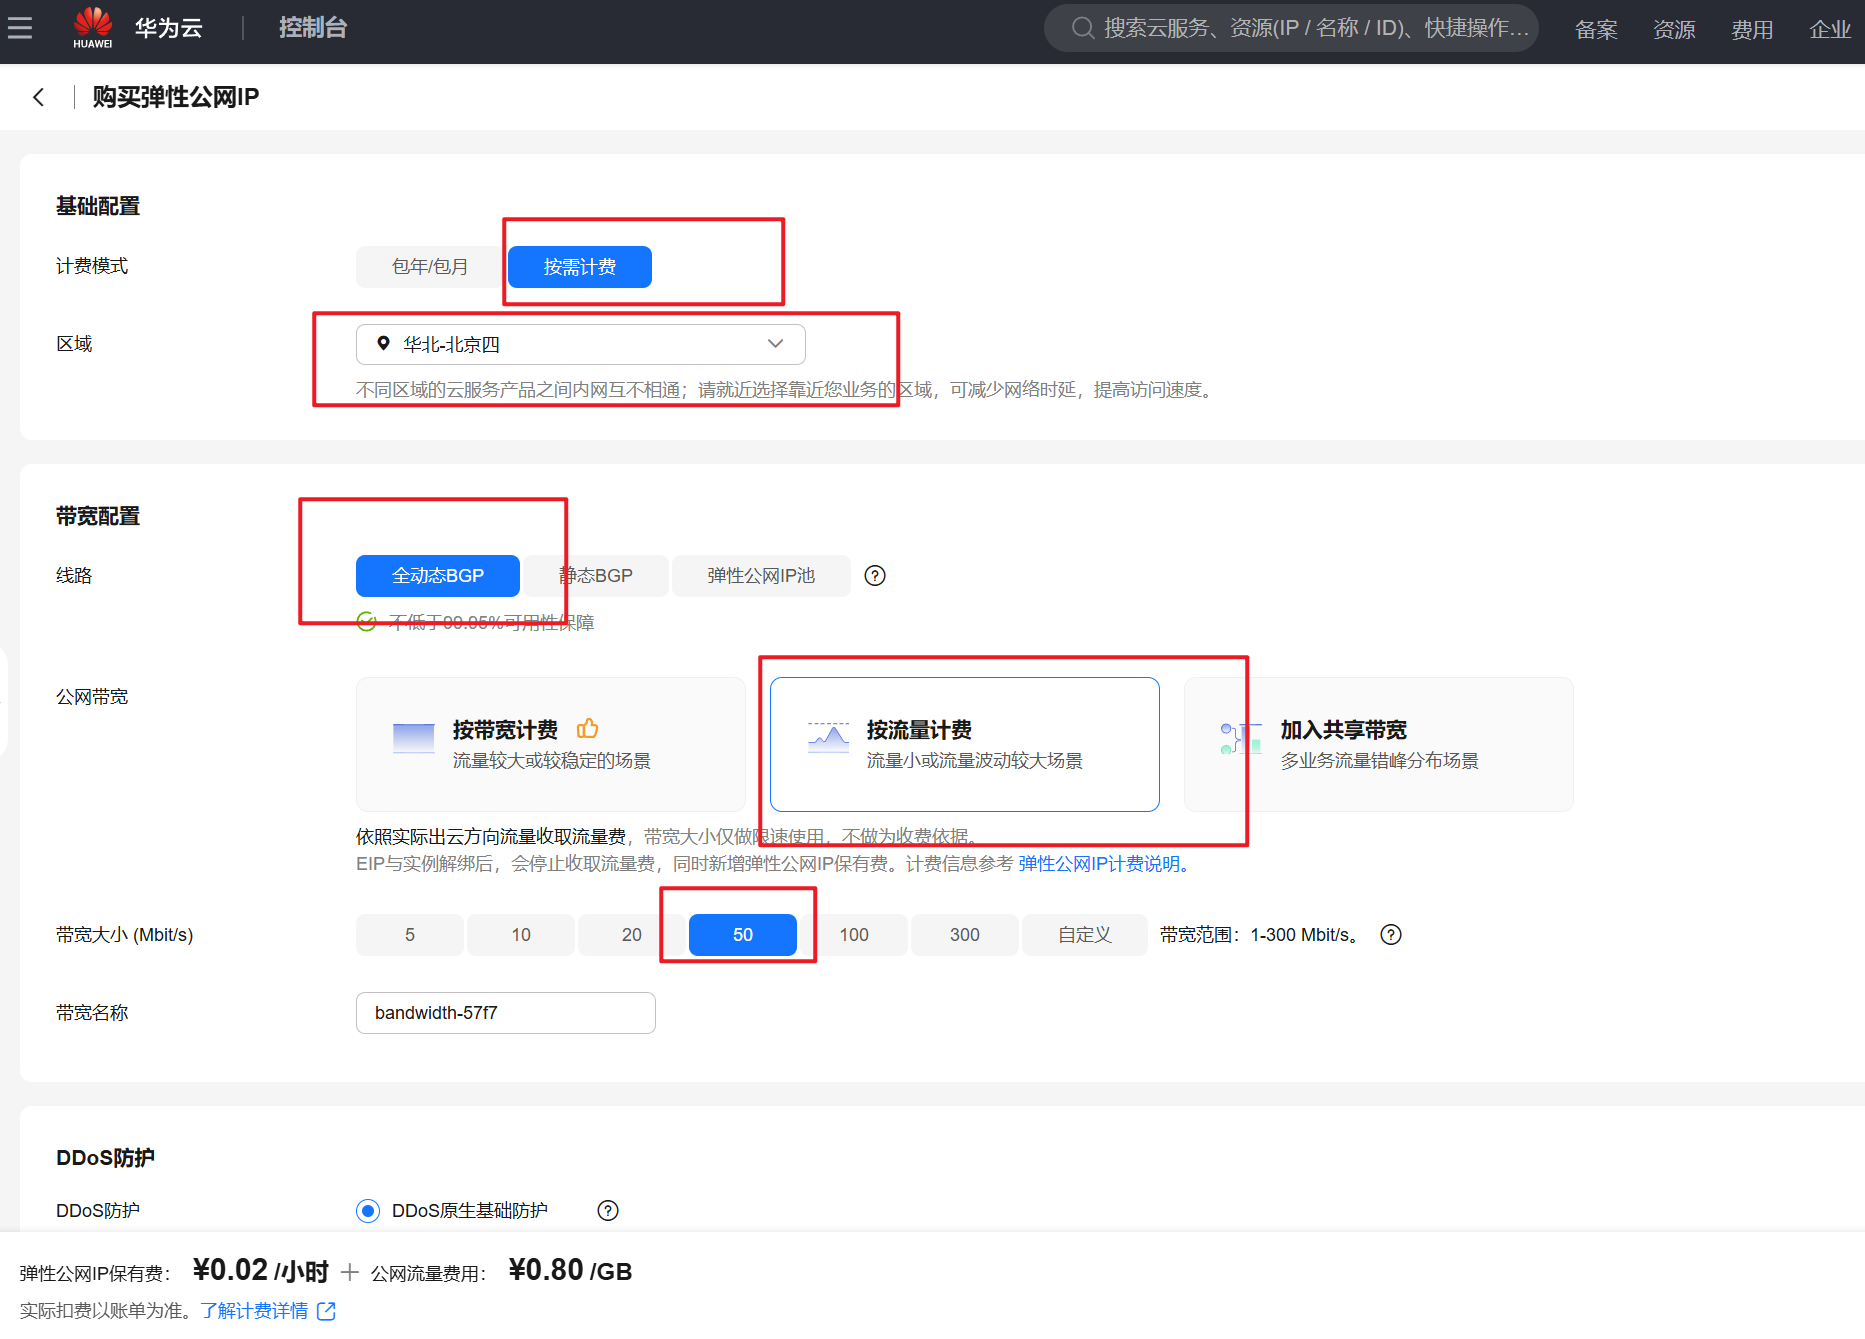 HUAWEI
华为云
控制台
搜索云服务、资源(IP / 名称 / ID)、快捷操作...
备案
资源
费用
企业
购买弹性公网IP
基础配置
计费模式
包年/包月
按需计费
区域
华北-北京四
不同区域的云服务产品之间内网互不相通；请就近选择靠近您业务的区域，可减少网络时延，提高访问速度。
带宽配置
线路
全动态BGP
静态BGP
弹性公网IP池
不低于99.95%可用性保障
公网带宽
按带宽计费
流量较大或较稳定的场景
按流量计费
流量小或流量波动较大场景
加入共享带宽
多业务流量错峰分布场景
依照实际出云方向流量收取流量费，带宽大小仅做限速使用，不做为收费依据。
EIP与实例解绑后，会停止收取流量费，同时新增弹性公网IP保有费。计费信息参考 弹性公网IP计费说明。
带宽大小 (Mbit/s)
5
10
20
50
100
300
自定义
带宽范围：1-300 Mbit/s。
带宽名称
bandwidth-57f7
DDoS防护
DDoS防护
DDoS原生基础防护
弹性公网IP保有费： ¥0.02 /小时 + 公网流量费用： ¥0.80 /GB
实际扣费以账单为准。了解计费详情